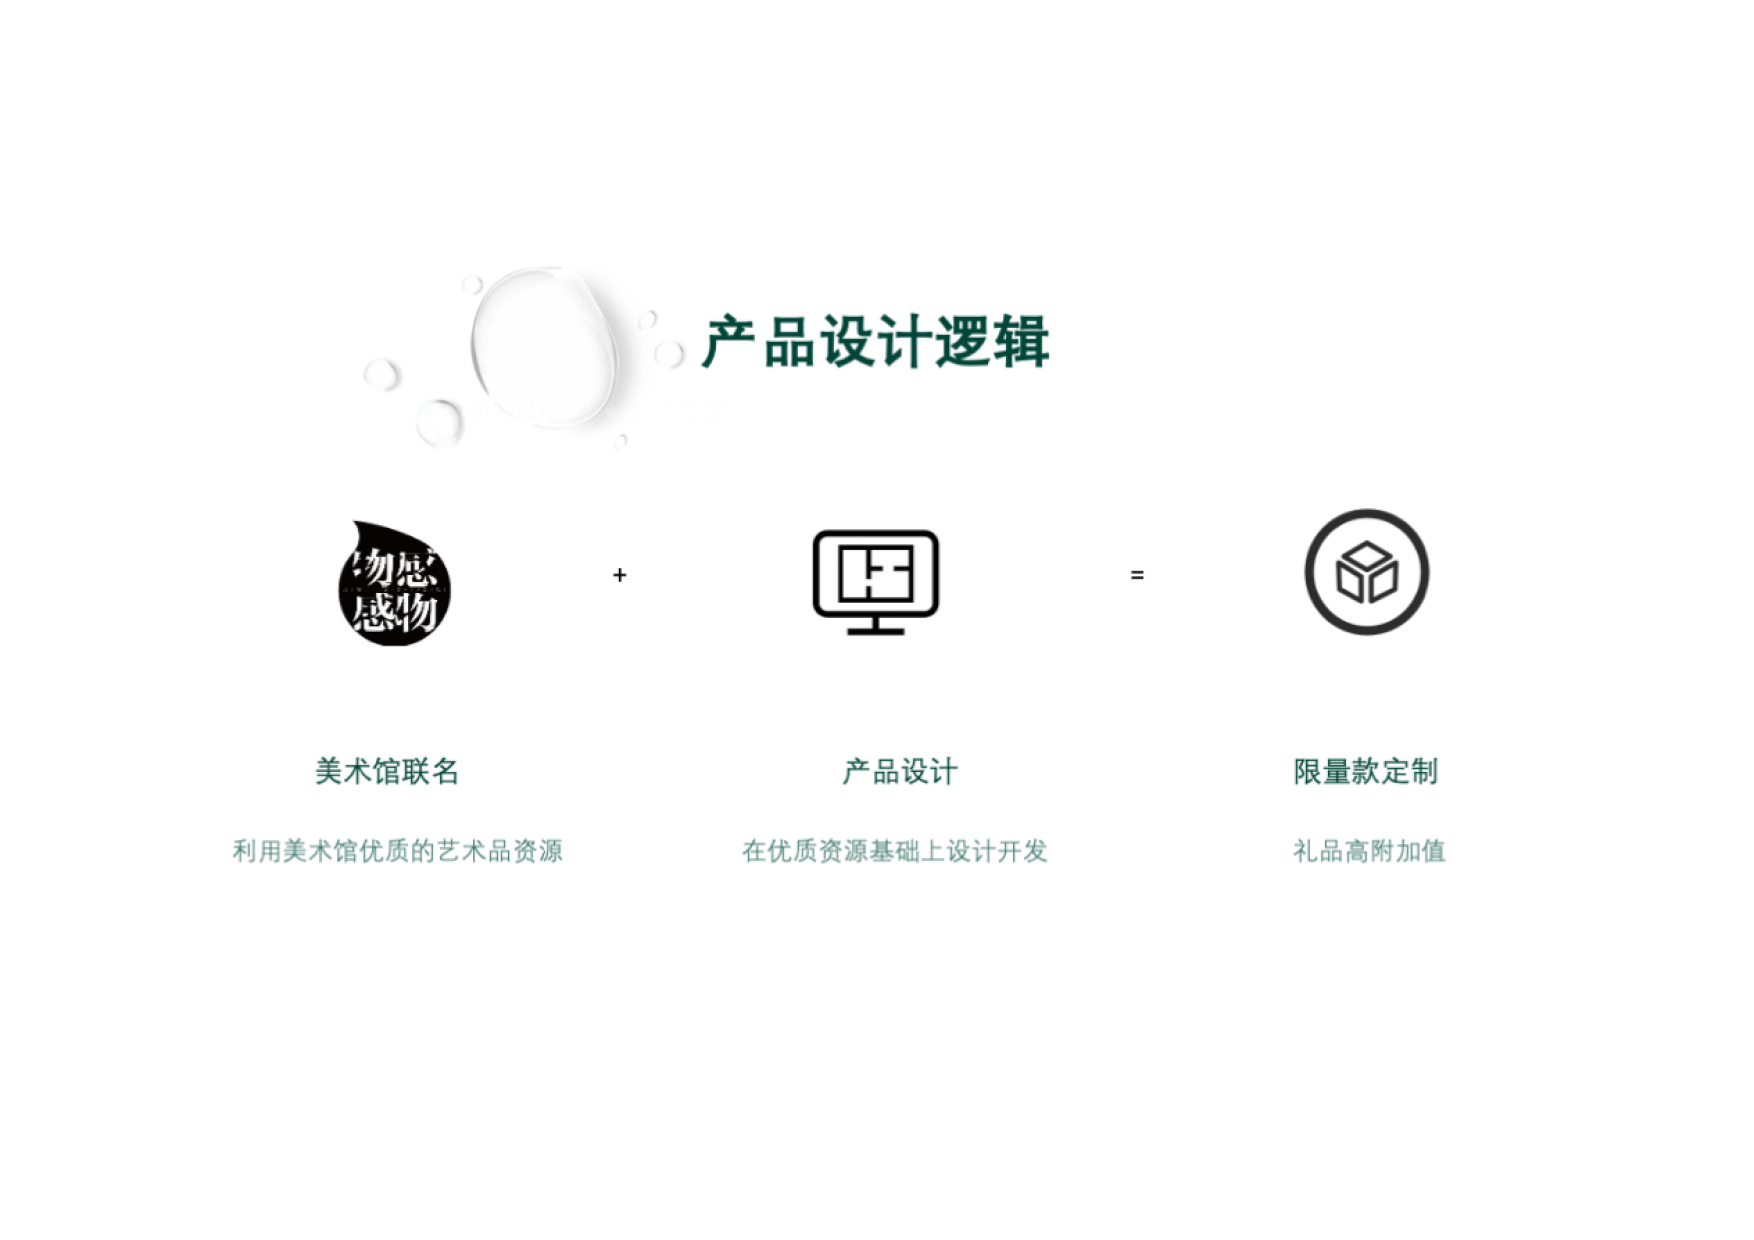 产品设计逻辑
物感
感物
+
=
美术馆联名
产品设计
限量款定制
利用美术馆优质的艺术品资源
在优质资源基础上设计开发
礼品高附加值